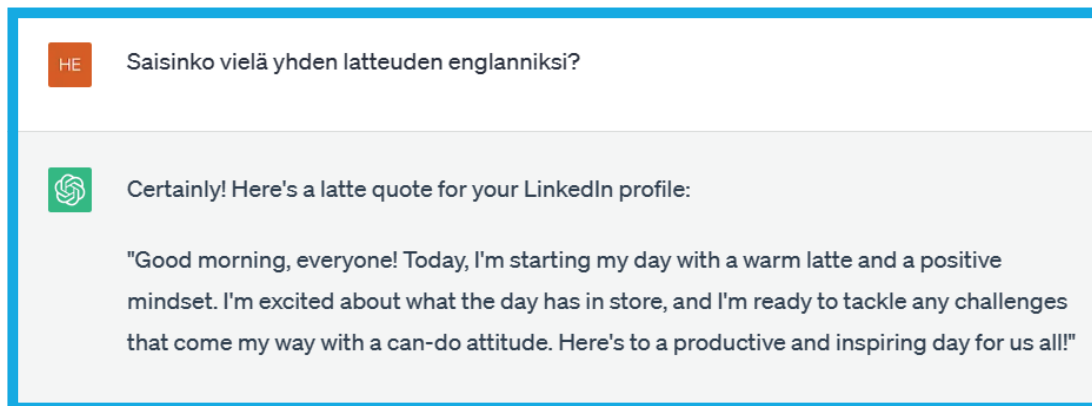 HE
Saisinko vielä yhden latteuden englanniksi?
Certainly! Here's a latte quote for your LinkedIn profile:
"Good morning, everyone! Today, I'm starting my day with a warm latte and a positive
mindset. I'm excited about what the day has in store, and I'm ready to tackle any challenges
that come my way with a can-do attitude. Here's to a productive and inspiring day for us all!"